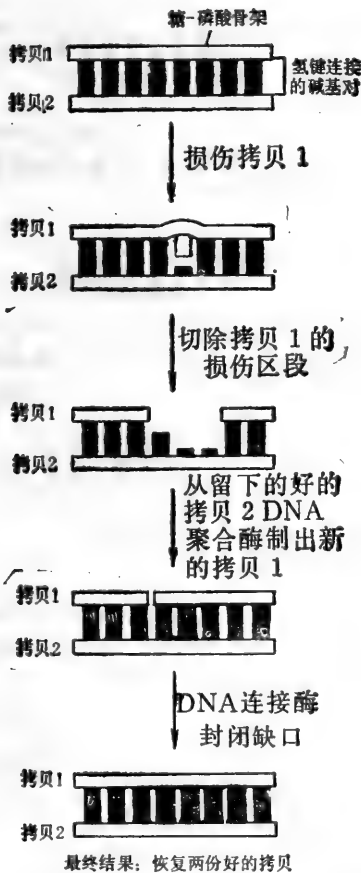 糖-磷酸骨架
拷贝1
氢键连接
的碱基对
拷贝2
损伤拷贝 1
拷贝1
拷贝2
切除拷贝 1 的
损伤区段
拷贝1
拷贝2
从留下的好的
拷贝 2 DNA
聚合酶制出新
的拷贝 1
拷贝1
拷贝2
DNA连接酶
封闭缺口
拷贝1
拷贝2
最终结果：恢复两份好的拷贝